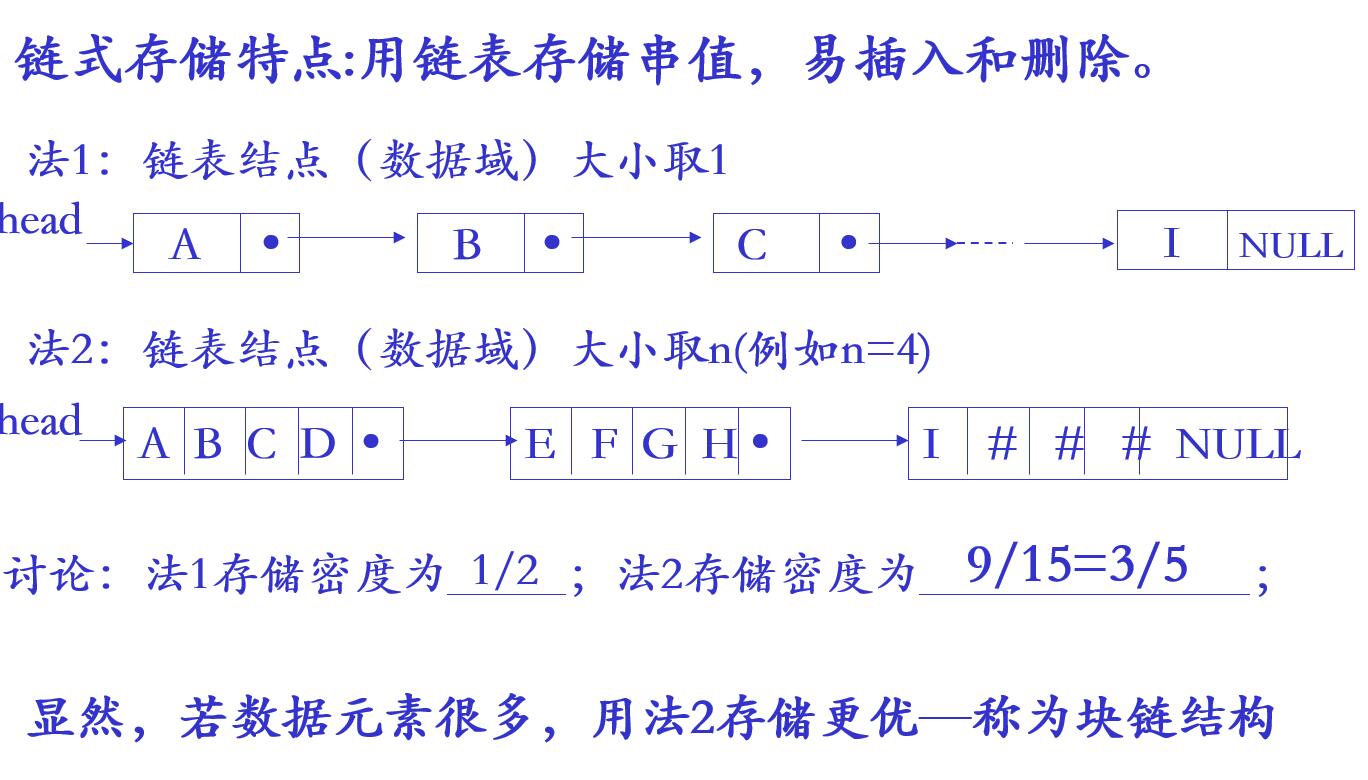 链式存储特点:用链表存储串值，易插入和删除。
法1：链表结点（数据域）大小取1
head A • B • C • I NULL
法2：链表结点（数据域）大小取n(例如n=4)
head A B C D • E F G H • I # # # NULL
讨论：法1存储密度为 1/2 ；法2存储密度为 9/15=3/5 ；
显然，若数据元素很多，用法2存储更优—称为块链结构